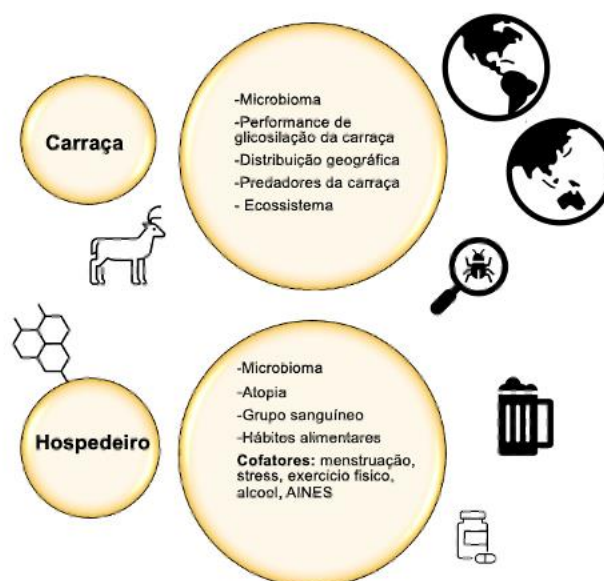 Carraça
-Microbioma
-Performance de
glicosilação da carraça
-Distribuição geográfica
-Predadores da carraça
- Ecossistema
Hospedeiro
-Microbioma
-Atopia
-Grupo sanguíneo
-Hábitos alimentares
Cofatores: menstruação,
stress, exercício físico,
alcool, AINES